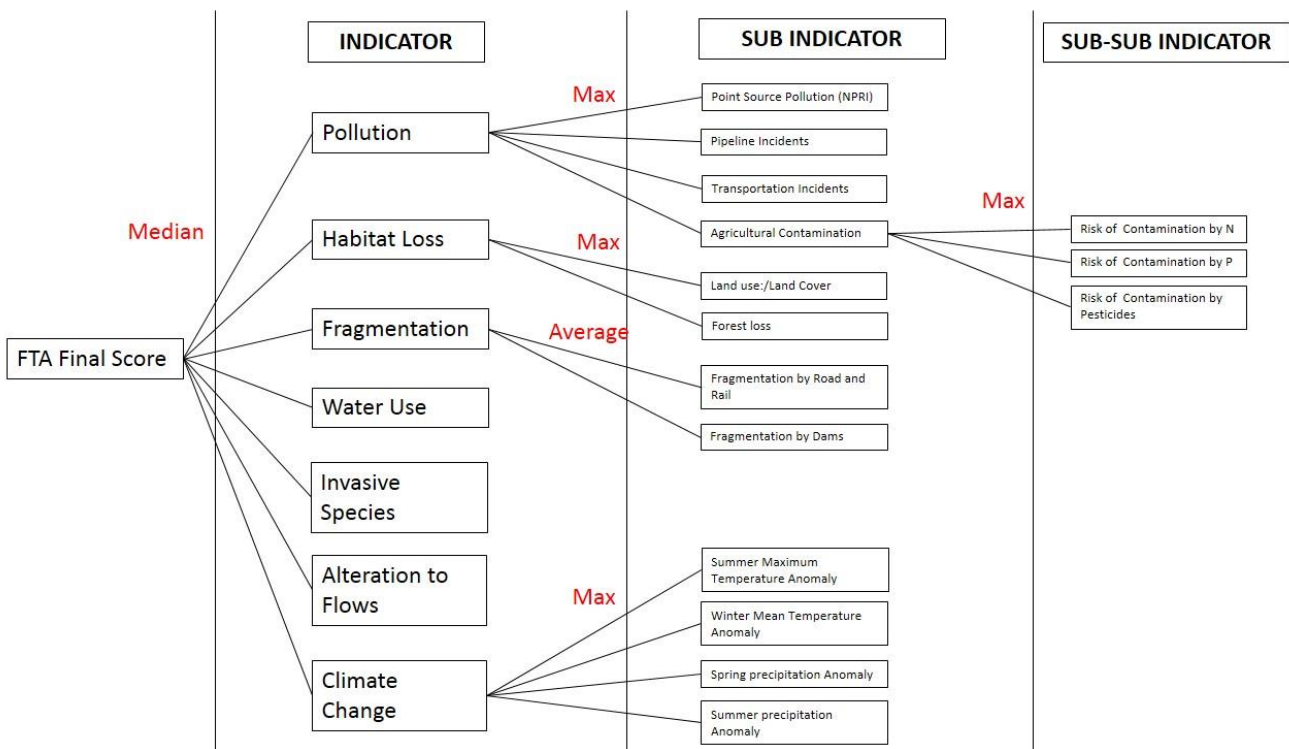 INDICATOR
SUB INDICATOR
SUB-SUB INDICATOR
Max
Point Source Pollution (NPRI)
Pollution
Pipeline Incidents
Transportation Incidents
Max
Median
Habitat Loss
Max
Agricultural Contamination
Risk of Contamination by N
Risk of Contamination by P
Land use:/Land Cover
Risk of Contamination by
Pesticides
Fragmentation
Average
Forest loss
FTA Final Score
Fragmentation by Road and
Rail
Water Use
Fragmentation by Dams
Invasive
Species
Alteration to
Flows
Max
Summer Maximum
Temperature Anomaly
Winter Mean Temperature
Anomaly
Climate
Change
Spring precipitation Anomaly
Summer precipitation
Anomaly